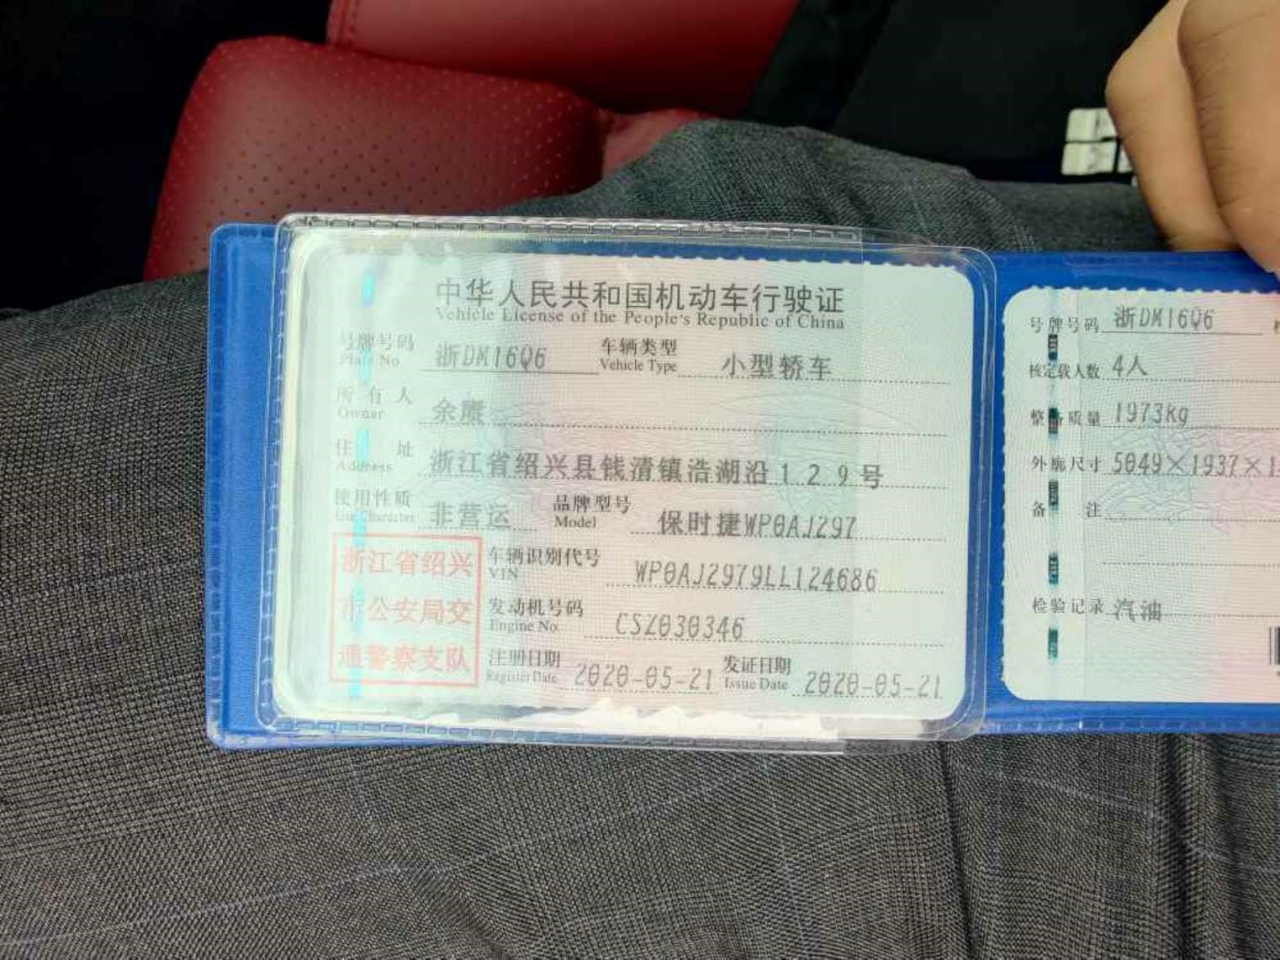 中华人民共和国机动车行驶证
Vehicle License of the People's Republic of China
号牌号码 浙DM16Q6 车辆类型 小型轿车
Plate No. Vehicle Type
所有人 余康
Owner
住址 浙江省绍兴县钱清镇浩湖沿129号
Address
使用性质 非营运 品牌型号 保时捷WP0AJ297
Use Character Model
浙江省绍兴
市公安局交
通警察支队
车辆识别代号 WP0AJ2979LL124686
VIN
发动机号码 CSZ030346
Engine No.
注册日期 2020-05-21 发证日期 2020-05-21
Register Date Issue Date
号牌号码 浙DM16Q6
核定载人数 4人
整备质量 1973kg
外廓尺寸 5049×1937×1
备注
检验记录 汽油